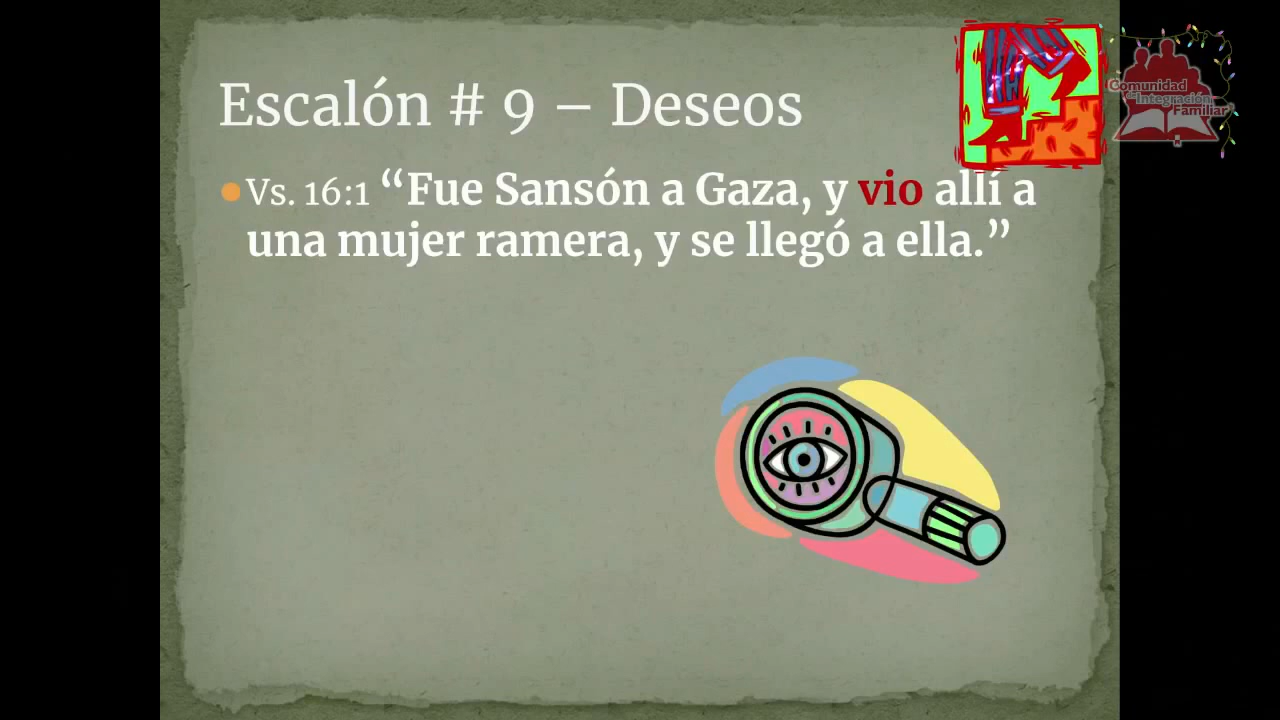 Escalón # 9 – Deseos
Vs. 16:1 “Fue Sansón a Gaza, y vio allí a
una mujer ramera, y se llegó a ella.”
Comunidad
de Integración
Familiar